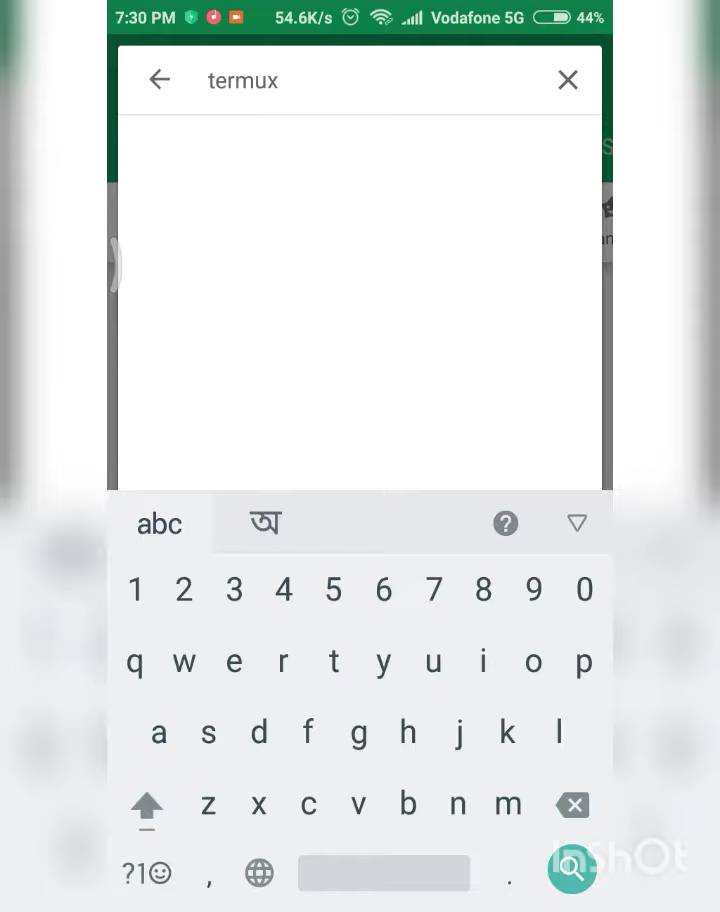 7:30 PM 54.6K/s Vodafone 5G 44%
termux
S
an
abc অ ?
1 2 3 4 5 6 7 8 9 0
q w e r t y u i o p
a s d f g h j k l
z x c v b n m
?1☺ , .
InShOt